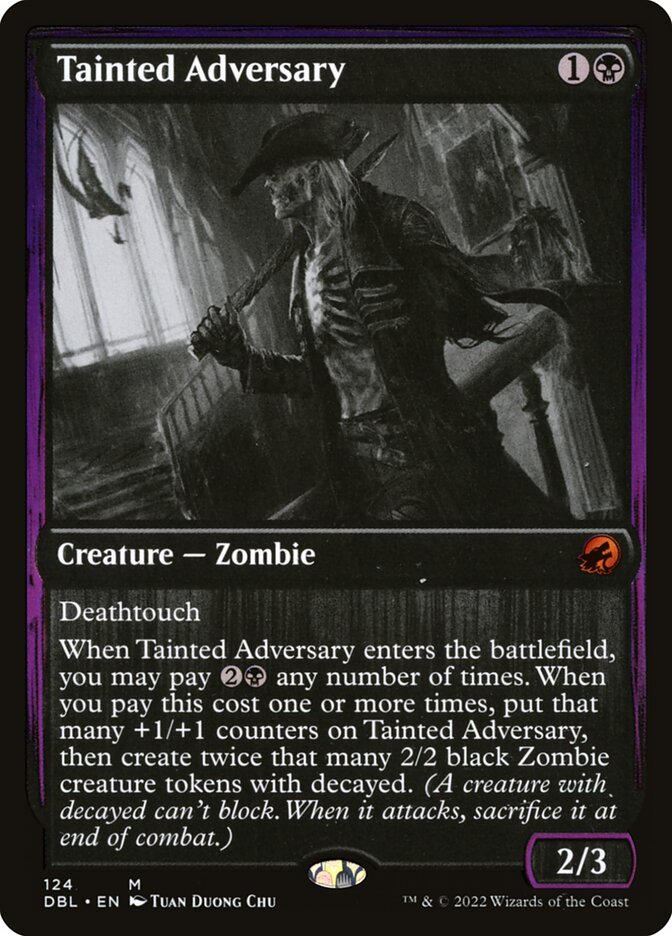 Tainted Adversary 1
Creature — Zombie
Deathtouch
When Tainted Adversary enters the battlefield,
you may pay 2 any number of times. When
you pay this cost one or more times, put that
many +1/+1 counters on Tainted Adversary,
then create twice that many 2/2 black Zombie
creature tokens with decayed. (A creature with
decayed can't block. When it attacks, sacrifice it at
end of combat.)
2/3
124 M
DBL • EN Tuan Duong Chu ™ & © 2022 Wizards of the Coast